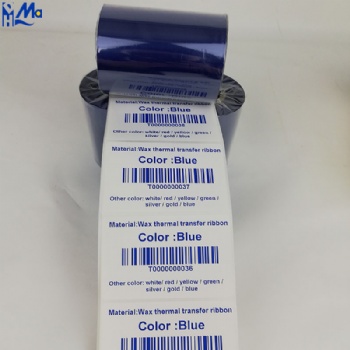 Ma
Material:Wax thermal transfer ribbon
Color :Blue
Other color: white/ red / yellow / green /
silver / gold / blue
Material:Wax thermal transfer ribbon
Color :Blue
T0000000037
Other color: white/ red / yellow / green /
silver / gold / blue
Material:Wax thermal transfer ribbon
Color :Blue
T0000000036
Other color: white/ red / yellow / green /
silver / gold / blue
Material:Wax thermal transfer ribbon
Color :Blue